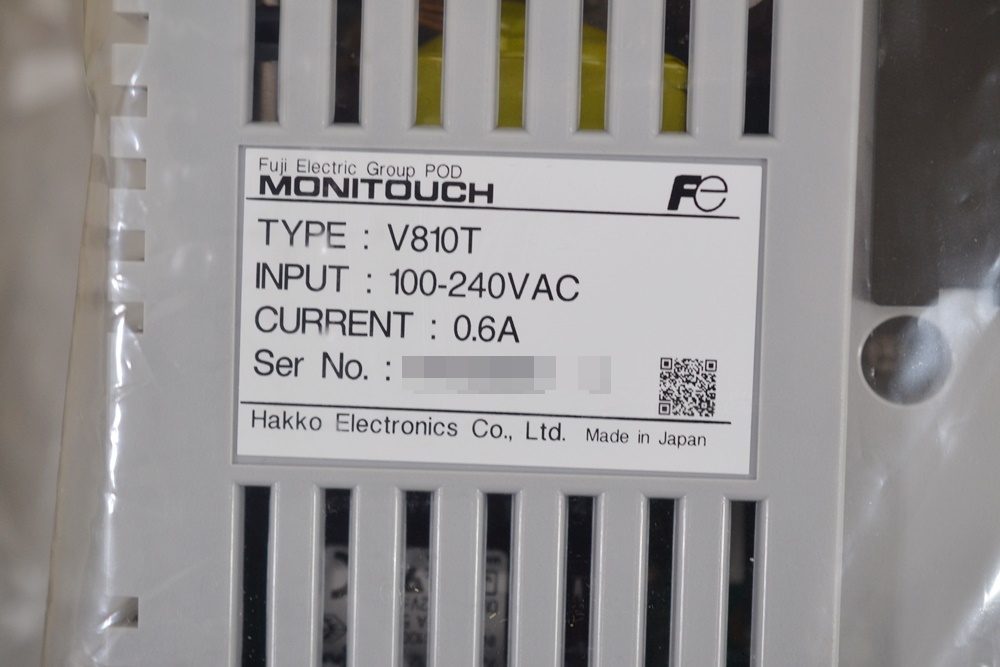 Fuji Electric Group POD
MONITOUCH
Fe
TYPE : V810T
INPUT : 100-240VAC
CURRENT : 0.6A
Ser No. :
Hakko Electronics Co., Ltd. Made in Japan